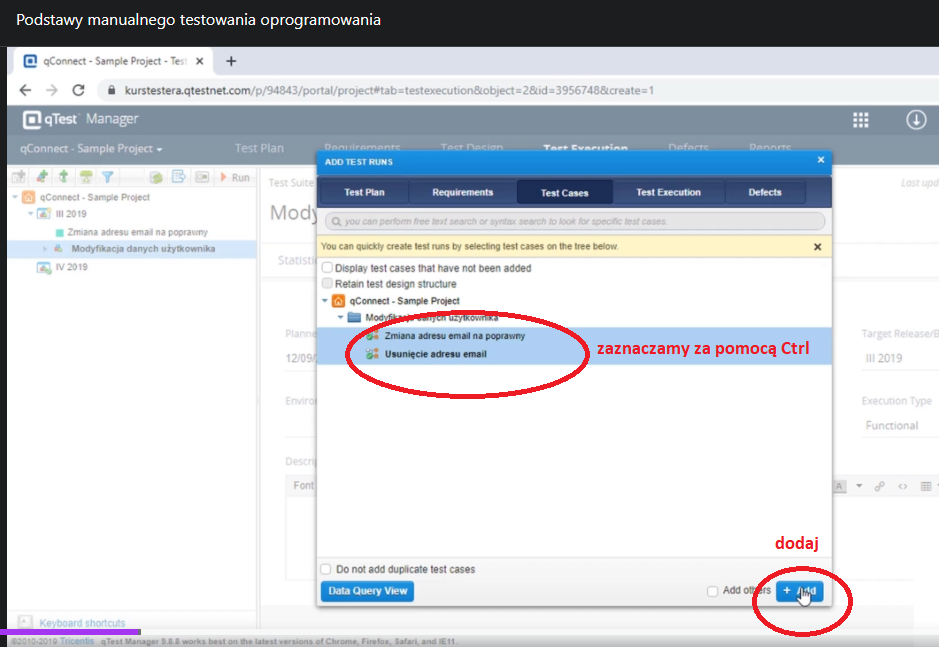 Podstawy manualnego testowania oprogramowania
qConnect - Sample Project - Test
kurstestera.qtestnet.com/p/94843/portal/project#tab=testexecution&object=2&id=3956748&create=1
qTest Manager
qConnect - Sample Project
Test Plan
Requirements
Test Design
Test Execution
Defects
Reports
Run
qConnect - Sample Project
III 2019
Zmiana adresu email na poprawny
Modyfikacja danych użytkownika
IV 2019
Test Suite
Last upd
Mody
Statisti
Planne
12/09/
Environ
Descrip
Font
Target Release/B
III 2019
Execution Type
Functional
ADD TEST RUNS
Test Plan
Requirements
Test Cases
Test Execution
Defects
you can perform free text search or syntax search to look for specific test cases.
You can quickly create test runs by selecting test cases on the tree below.
Display test cases that have not been added
Retain test design structure
qConnect - Sample Project
Modyfikacja danych użytkownika
Zmiana adresu email na poprawny
Usunięcie adresu email
zaznaczamy za pomocą Ctrl
dodaj
Do not add duplicate test cases
Data Query View
Add others
+ Add
Keyboard shortcuts
©2010-2019 Tricentis qTest Manager 9.8.8 works best on the latest versions of Chrome, Firefox, Safari, and IE11.